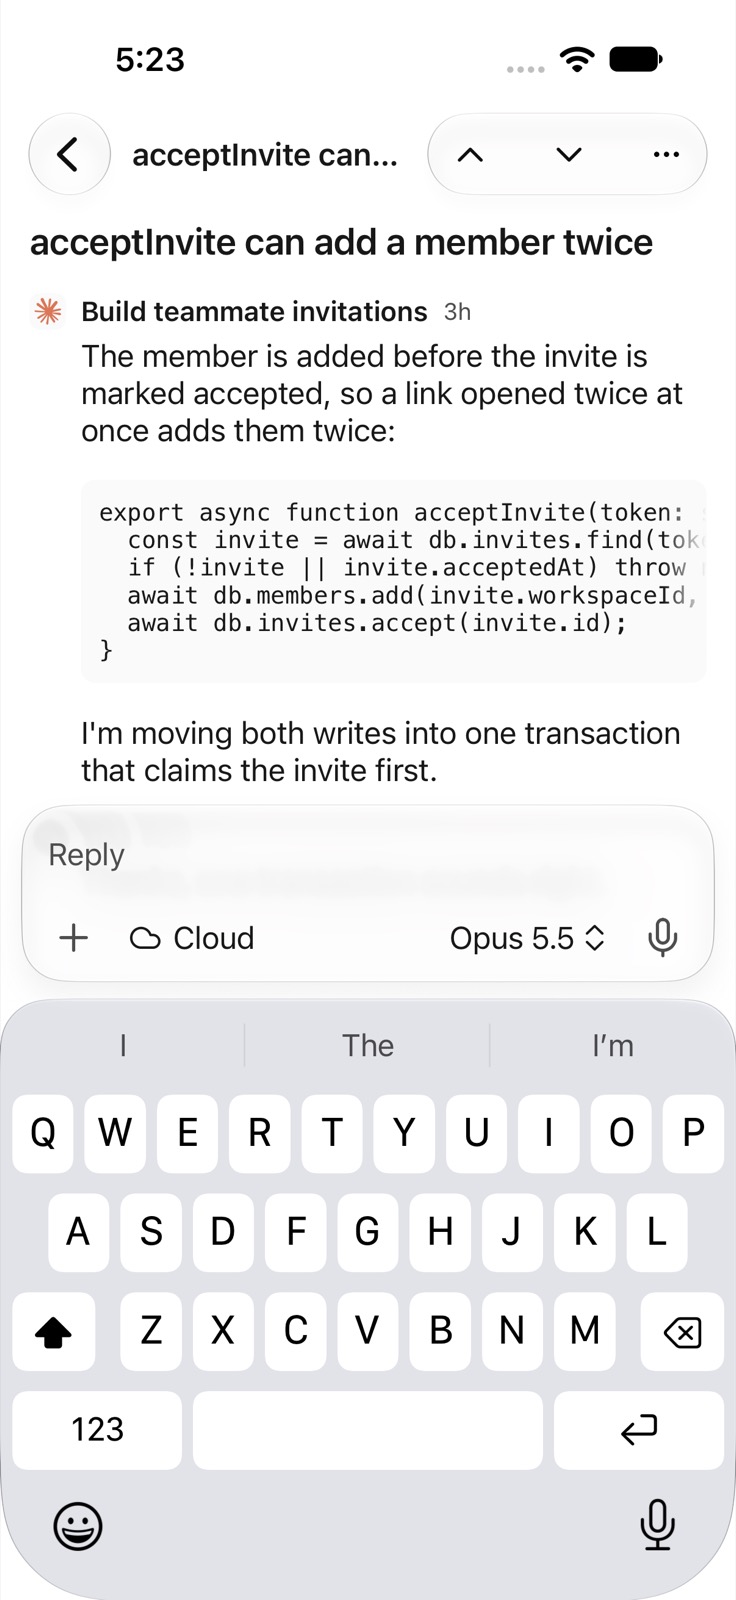 5:23
acceptInvite can...
acceptInvite can add a member twice
Build teammate invitations 3h
The member is added before the invite is
marked accepted, so a link opened twice at
once adds them twice:
export async function acceptInvite(token:
const invite = await db.invites.find(tok
if (!invite || invite.acceptedAt) throw
await db.members.add(invite.workspaceId,
await db.invites.accept(invite.id);
}
I'm moving both writes into one transaction
that claims the invite first.
Reply
Cloud
Opus 5.5
I The I’m
Q W E R T Y U I O P
A S D F G H J K L
Z X C V B N M
123